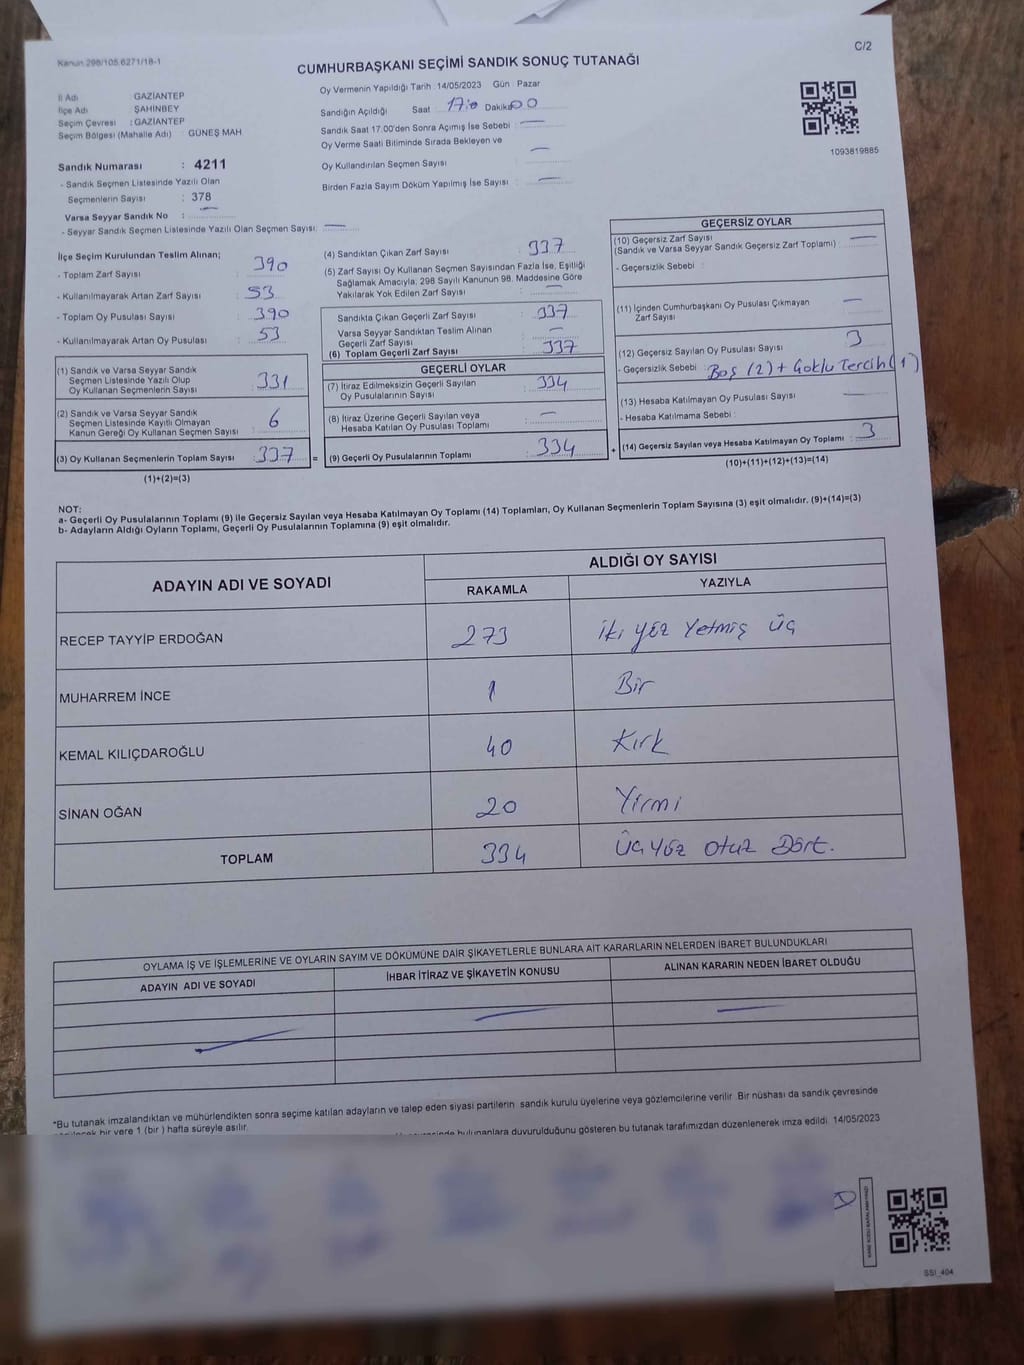 Kanun 298/105.6271/18-1
C/2
CUMHURBAŞKANI SEÇİMİ SANDIK SONUÇ TUTANAĞI
Oy Vermenin Yapıldığı Tarih : 14/05/2023 Gün : Pazar
İl Adı GAZİANTEP
İlçe Adı ŞAHİNBEY
Seçim Çevresi : GAZİANTEP
Seçim Bölgesi (Mahalle Adı) : GÜNEŞ MAH
Sandığın Açıldığı Saat 17:0 Dakika 00
Sandık Saat 17.00'den Sonra Açımış İse Sebebi : —
Oy Verme Saati Bitiminde Sırada Bekleyen ve
Oy Kullandırılan Seçmen Sayısı : —
Birden Fazla Sayım Döküm Yapılmış İse Sayısı : —
1093819885
Sandık Numarası : 4211
- Sandık Seçmen Listesinde Yazılı Olan
Seçmenlerin Sayısı : 378
Varsa Seyyar Sandık No : —
- Seyyar Sandık Seçmen Listesinde Yazılı Olan Seçmen Sayısı: —
İlçe Seçim Kurulundan Teslim Alınan;
- Toplam Zarf Sayısı : 390
- Kullanılmayarak Artan Zarf Sayısı : 53
- Toplam Oy Pusulası Sayısı : 390
- Kullanılmayarak Artan Oy Pusulası : 53
(1) Sandık ve Varsa Seyyar Sandık
Seçmen Listesinde Yazılı Olup
Oy Kullanan Seçmenlerin Sayısı : 331
(2) Sandık ve Varsa Seyyar Sandık
Seçmen Listesinde Kayıtlı Olmayan
Kanun Gereği Oy Kullanan Seçmen Sayısı : 6
(3) Oy Kullanan Seçmenlerin Toplam Sayısı : 337 =
(1)+(2)=(3)
(4) Sandıktan Çıkan Zarf Sayısı : 337
(5) Zarf Sayısı Oy Kullanan Seçmen Sayısından Fazla İse, Eşitliği
Sağlamak Amacıyla; 298 Sayılı Kanunun 98. Maddesine Göre
Yakılarak Yok Edilen Zarf Sayısı : —
Sandıkta Çıkan Geçerli Zarf Sayısı : 337
Varsa Seyyar Sandıktan Teslim Alınan
Geçerli Zarf Sayısı : —
(6) Toplam Geçerli Zarf Sayısı : 337
GEÇERLİ OYLAR
(7) İtiraz Edilmeksizin Geçerli Sayılan
Oy Pusulalarının Sayısı : 334
(8) İtiraz Üzerine Geçerli Sayılan veya
Hesaba Katılan Oy Pusulası Toplamı : —
(9) Geçerli Oy Pusulalarının Toplamı : 334 +
GEÇERSİZ OYLAR
(10) Geçersiz Zarf Sayısı
(Sandık ve Varsa Seyyar Sandık Geçersiz Zarf Toplamı) : —
- Geçersizlik Sebebi :
(11) İçinden Cumhurbaşkanı Oy Pusulası Çıkmayan
Zarf Sayısı : —
(12) Geçersiz Sayılan Oy Pusulası Sayısı : 3
- Geçersizlik Sebebi : Boş (2) + Çoklu Tercih (1)
(13) Hesaba Katılmayan Oy Pusulası Sayısı : —
- Hesaba Katılmama Sebebi :
(14) Geçersiz Sayılan veya Hesaba Katılmayan Oy Toplamı : 3
(10)+(11)+(12)+(13)=(14)
NOT:
a- Geçerli Oy Pusulalarının Toplamı (9) ile Geçersiz Sayılan veya Hesaba Katılmayan Oy Toplamı (14) Toplamları, Oy Kullanan Seçmenlerin Toplam Sayısına (3) eşit olmalıdır. (9)+(14)=(3)
b- Adayların Aldığı Oyların Toplamı, Geçerli Oy Pusulalarının Toplamına (9) eşit olmalıdır.
ADAYIN ADI VE SOYADI
ALDIĞI OY SAYISI
RAKAMLA YAZIYLA
RECEP TAYYİP ERDOĞAN 273 iki yüz Yetmiş üç
MUHARREM İNCE 1 Bir
KEMAL KILIÇDAROĞLU 40 Kırk
SİNAN OĞAN 20 Yirmi
TOPLAM 334 Üçyüz Otuz Dört.
OYLAMA İŞ VE İŞLEMLERİNE VE OYLARIN SAYIM VE DÖKÜMÜNE DAİR ŞİKAYETLERLE BUNLARA AİT KARARLARIN NELERDEN İBARET BULUNDUKLARI
ADAYIN ADI VE SOYADI İHBAR İTİRAZ VE ŞİKAYETİN KONUSU ALINAN KARARIN NEDEN İBARET OLDUĞU
*Bu tutanak imzalandıktan ve mühürlendikten sonra seçime katılan adayların ve talep eden siyasi partilerin sandık kurulu üyelerine veya gözlemcilerine verilir. Bir nüshası da sandık çevresinde
bir yere 1 (bir) hafta süreyle asılır.
bulunanlara duyurulduğunu gösteren bu tutanak tarafımızdan düzenlenerek imza edildi. 14/05/2023
SSI_404